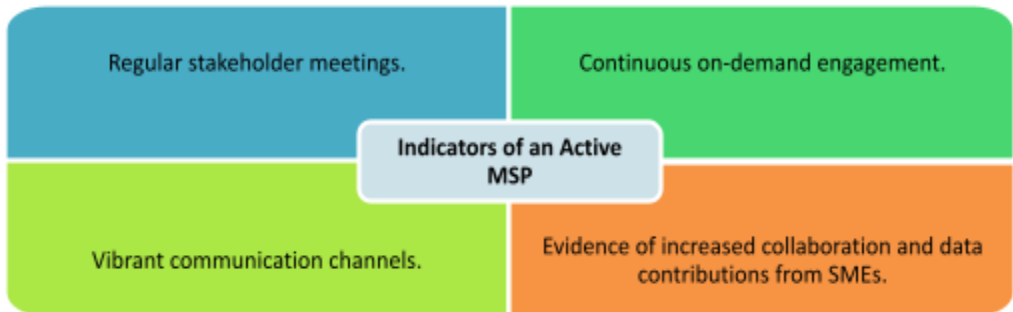 Regular stakeholder meetings.
Continuous on-demand engagement.
Indicators of an Active
MSP
Vibrant communication channels.
Evidence of increased collaboration and data
contributions from SMEs.